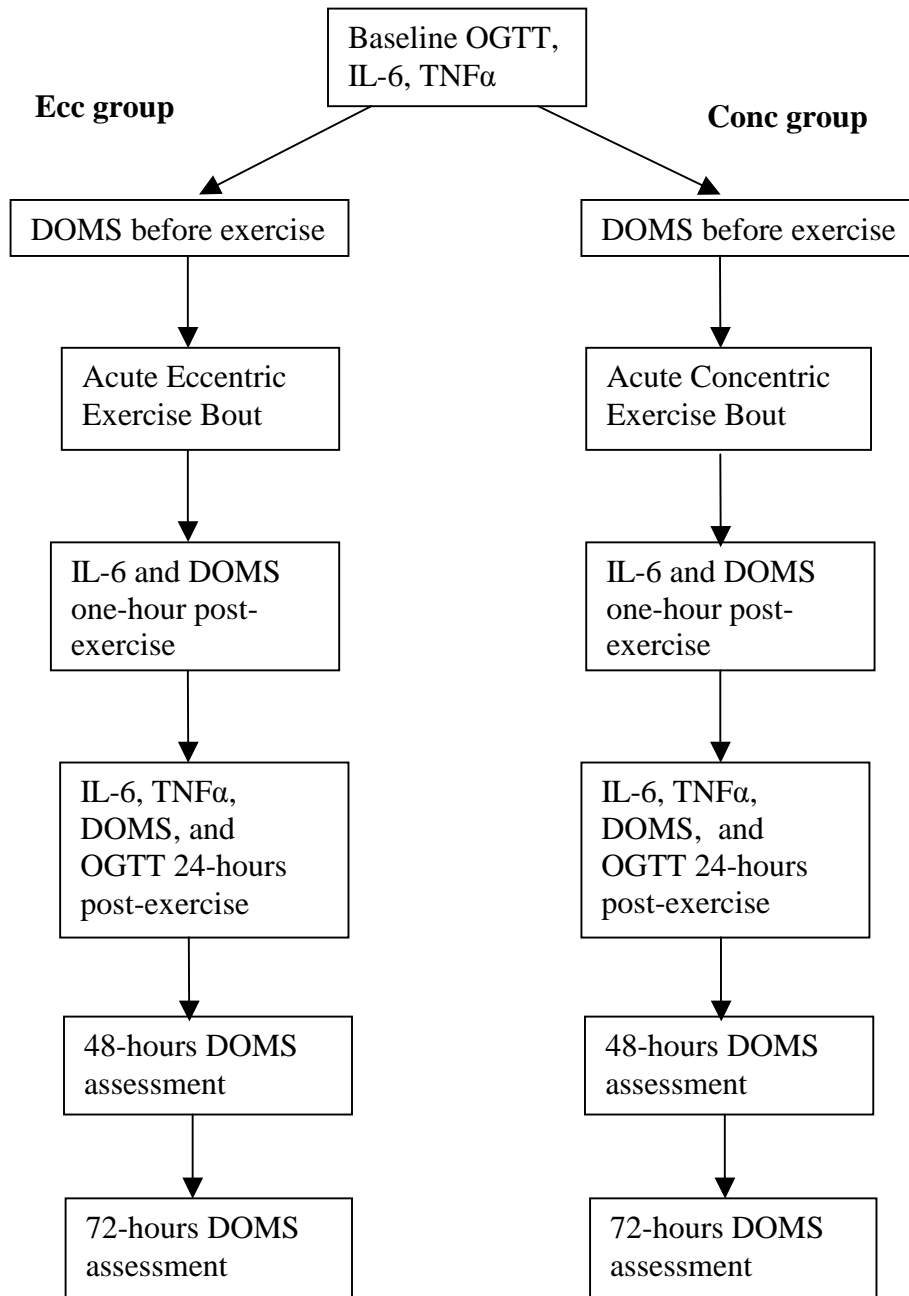 Baseline OGTT,
IL-6, TNFα
Ecc group
Conc group
DOMS before exercise
DOMS before exercise
Acute Eccentric
Exercise Bout
Acute Concentric
Exercise Bout
IL-6 and DOMS
one-hour post-
exercise
IL-6 and DOMS
one-hour post-
exercise
IL-6, TNFα,
DOMS, and
OGTT 24-hours
post-exercise
IL-6, TNFα,
DOMS, and
OGTT 24-hours
post-exercise
48-hours DOMS
assessment
48-hours DOMS
assessment
72-hours DOMS
assessment
72-hours DOMS
assessment